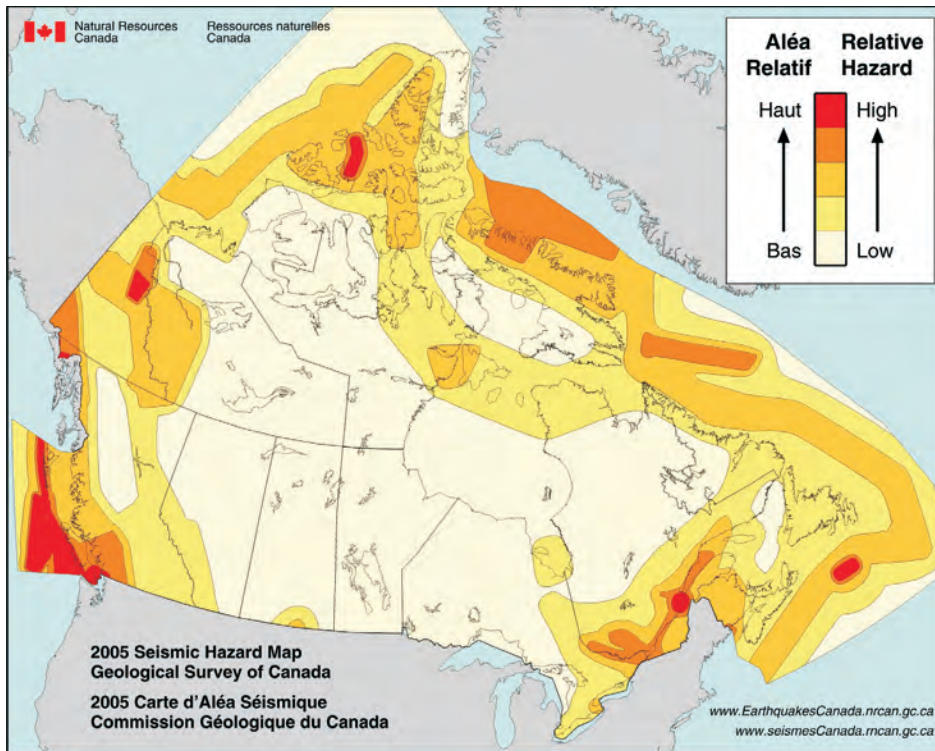 Natural Resources
Canada
Ressources naturelles
Canada
Aléa
Relatif
Relative
Hazard
Haut
High
Bas
Low
2005 Seismic Hazard Map
Geological Survey of Canada
2005 Carte d'Aléa Séismique
Commission Géologique du Canada
www.EarthquakesCanada.nrcan.gc.ca
www.seismesCanada.rncan.gc.ca